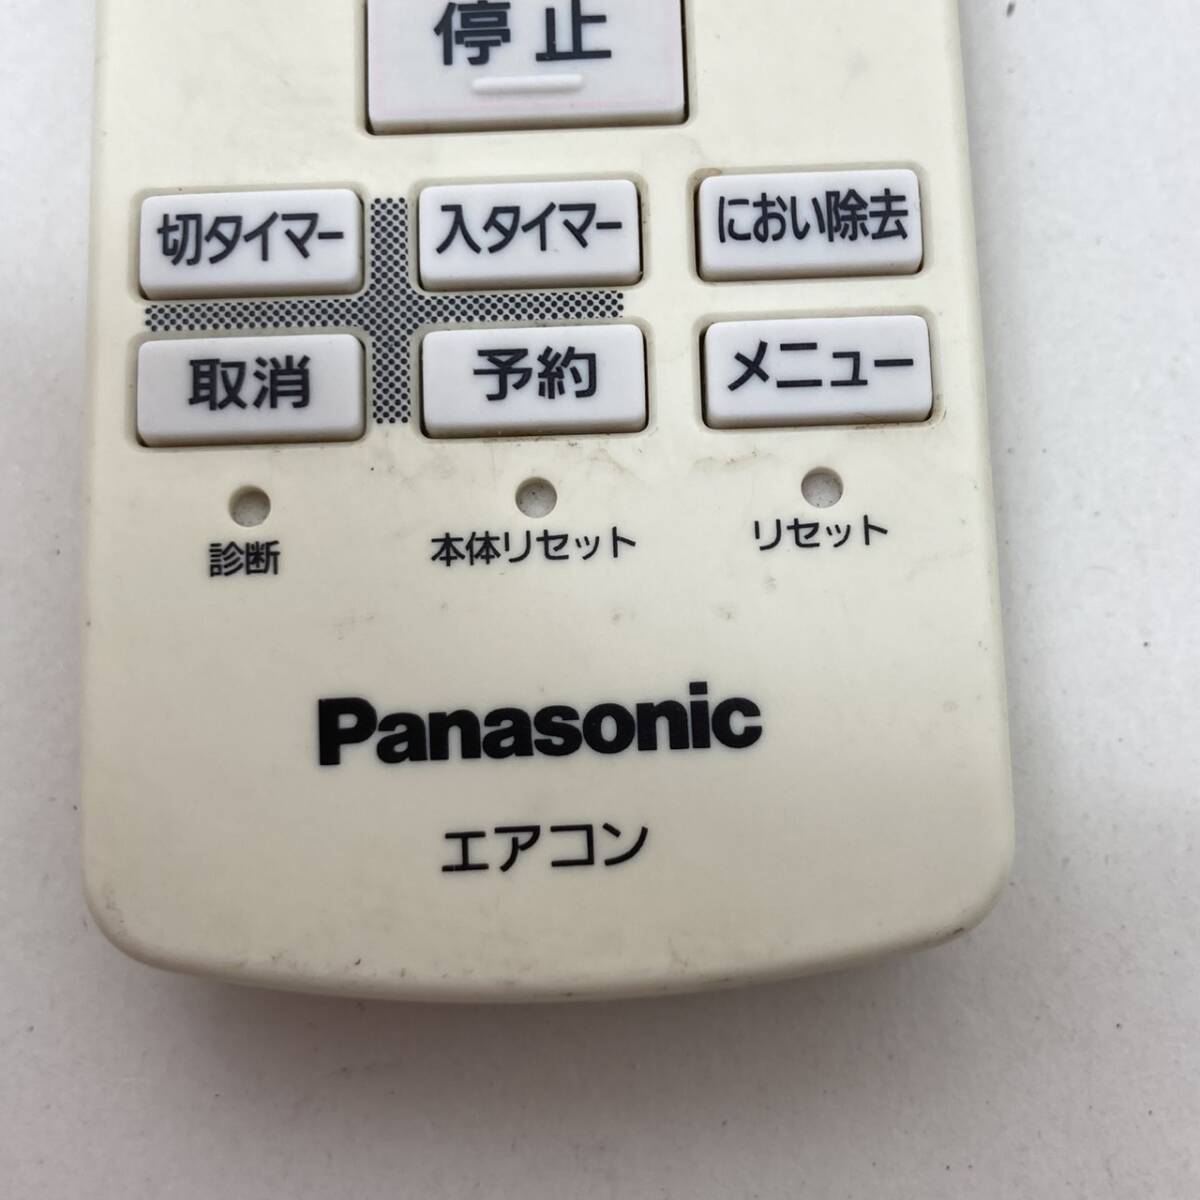 停止
切タイマー 入タイマー におい除去
取消 予約 メニュー
診断 本体リセット リセット
Panasonic
エアコン